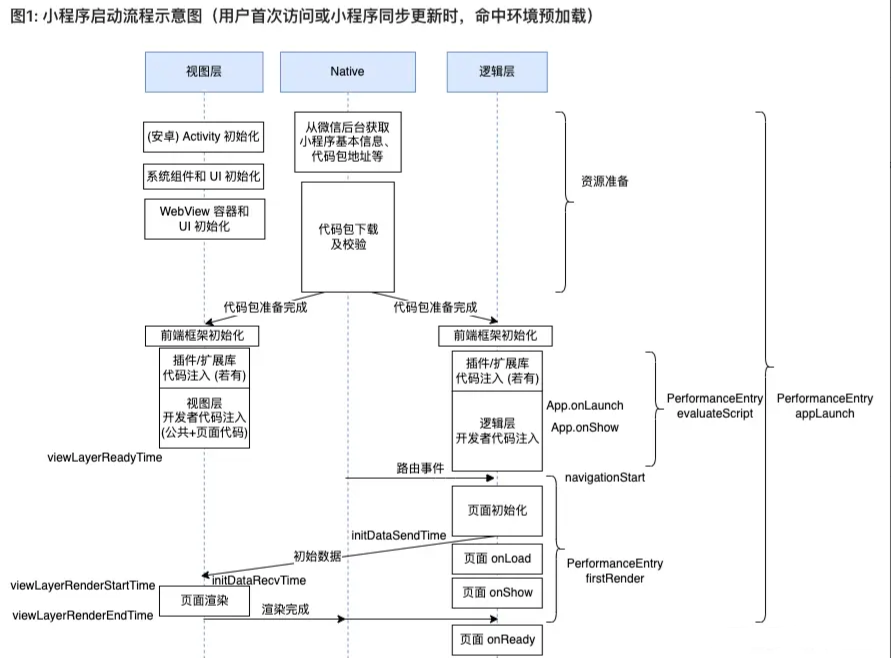 图1: 小程序启动流程示意图（用户首次访问或小程序同步更新时，命中环境预加载）
视图层
Native
逻辑层
(安卓) Activity 初始化
从微信后台获取
小程序基本信息、
代码包地址等
系统组件和 UI 初始化
资源准备
WebView 容器和
UI 初始化
代码包下载
及校验
代码包准备完成
代码包准备完成
前端框架初始化
前端框架初始化
插件/扩展库
代码注入 (若有)
插件/扩展库
代码注入 (若有)
视图层
开发者代码注入
(公共+页面代码)
逻辑层
开发者代码注入
App.onLaunch
App.onShow
PerformanceEntry
evaluateScript
PerformanceEntry
appLaunch
viewLayerReadyTime
路由事件
navigationStart
页面初始化
initDataSendTime
初始数据
页面 onLoad
PerformanceEntry
firstRender
initDataRecvTime
viewLayerRenderStartTime
页面渲染
页面 onShow
渲染完成
viewLayerRenderEndTime
页面 onReady